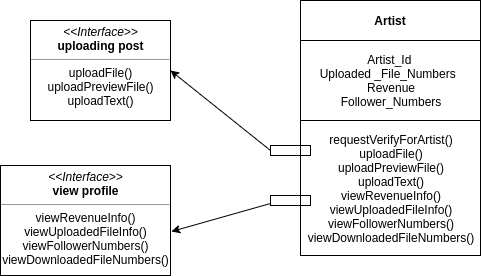 <<Interface>>
uploading post
uploadFile()
uploadPreviewFile()
uploadText()
<<Interface>>
view profile
viewRevenueInfo()
viewUploadedFileInfo()
viewFollowerNumbers()
viewDownloadedFileNumbers()
Artist
Artist_Id
Uploaded _File_Numbers
Revenue
Follower_Numbers
requestVerifyForArtist()
uploadFile()
uploadPreviewFile()
uploadText()
viewRevenueInfo()
viewUploadedFileInfo()
viewFollowerNumbers()
viewDownloadedFileNumbers()